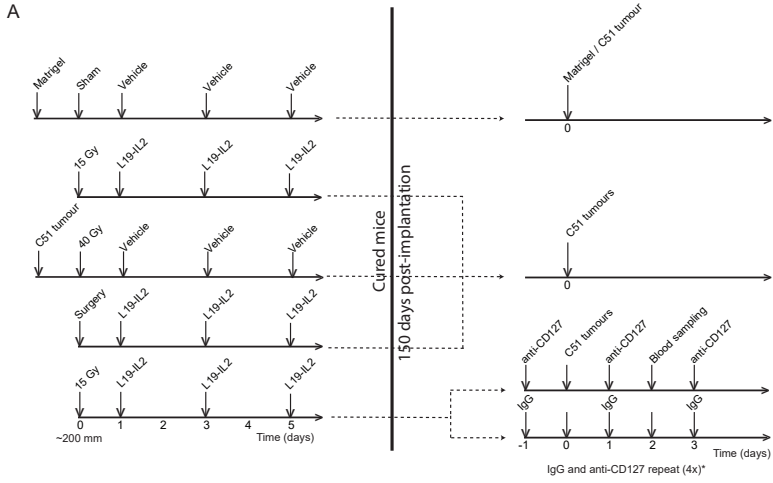 A
Matrigel
Sham
Vehicle
Vehicle
Vehicle
Matrigel / C51 tumour
0
15 Gy
L19-IL2
L19-IL2
L19-IL2
C51 tumour
40 Gy
Vehicle
Vehicle
Vehicle
C51 tumours
0
Surgery
L19-IL2
L19-IL2
L19-IL2
15 Gy
L19-IL2
L19-IL2
L19-IL2
0 1 2 3 4 5
~200 mm
Time (days)
Cured mice
150 days post-implantation
anti-CD127
C51 tumours
anti-CD127
Blood sampling
anti-CD127
IgG
IgG
IgG
-1 0 1 2 3
Time (days)
IgG and anti-CD127 repeat (4x)*